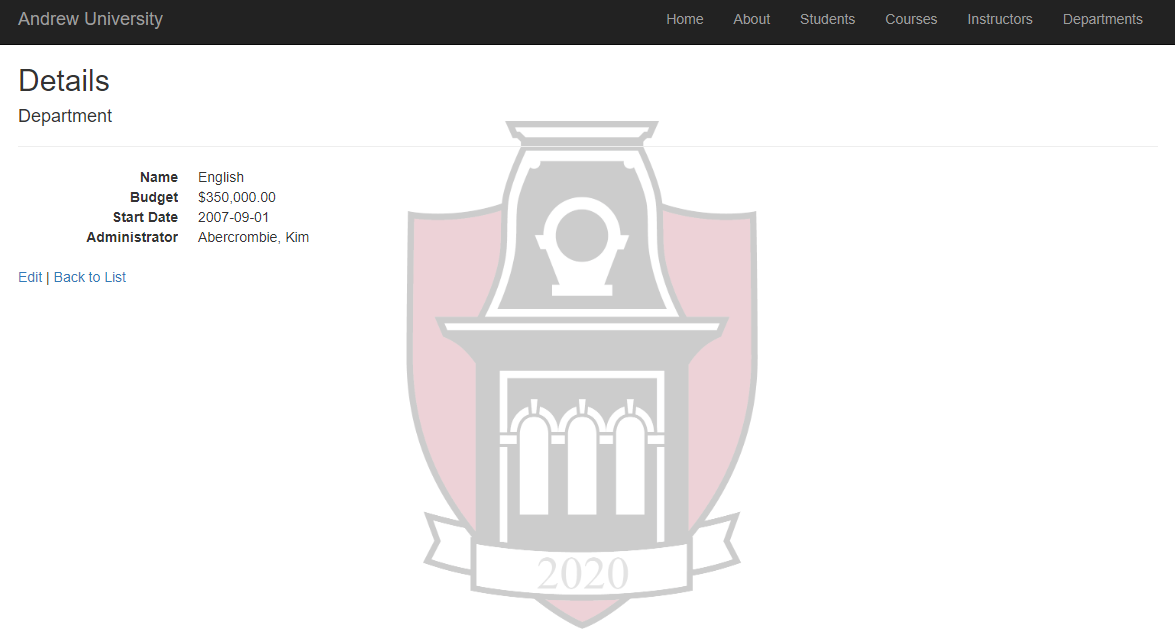 Andrew University Home About Students Courses Instructors Departments
Details
Department
Name English
Budget $350,000.00
Start Date 2007-09-01
Administrator Abercrombie, Kim
Edit | Back to List
2020